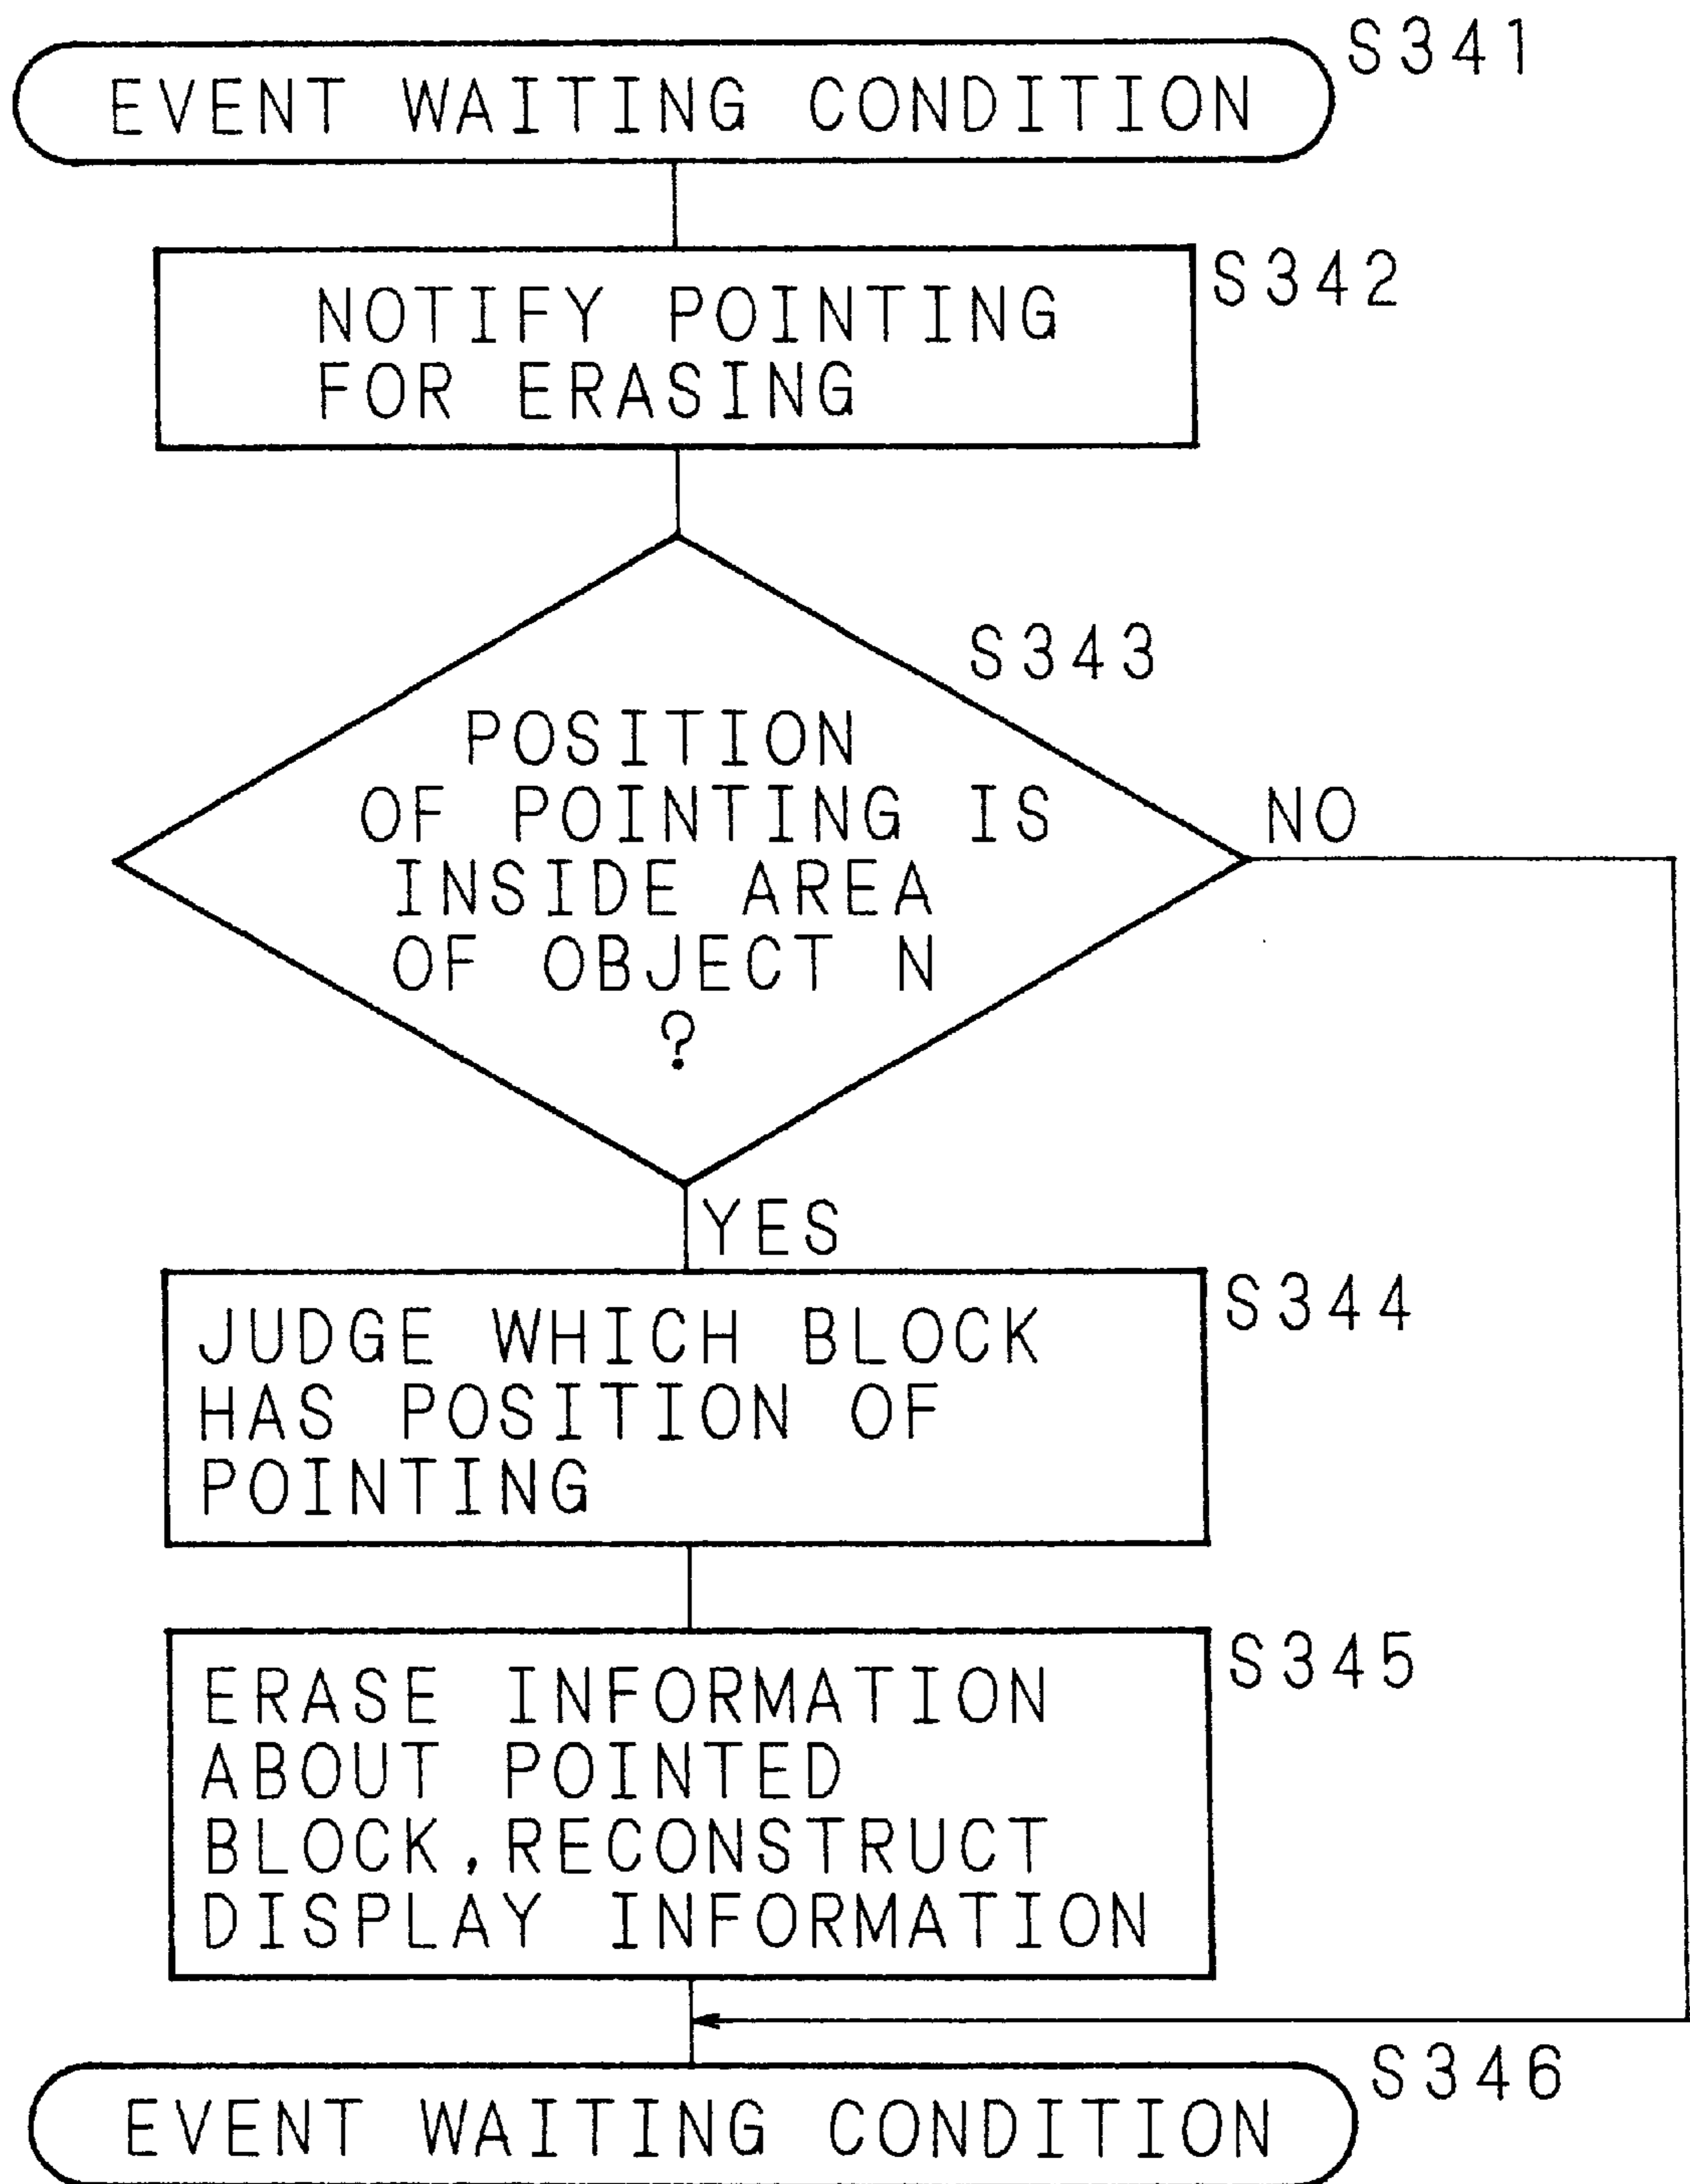 S341
EVENT WAITING CONDITION
S342
NOTIFY POINTING
FOR ERASING
S343
POSITION
OF POINTING IS
INSIDE AREA
OF OBJECT N
?
NO
YES
S344
JUDGE WHICH BLOCK
HAS POSITION OF
POINTING
S345
ERASE INFORMATION
ABOUT POINTED
BLOCK,RECONSTRUCT
DISPLAY INFORMATION
S346
EVENT WAITING CONDITION